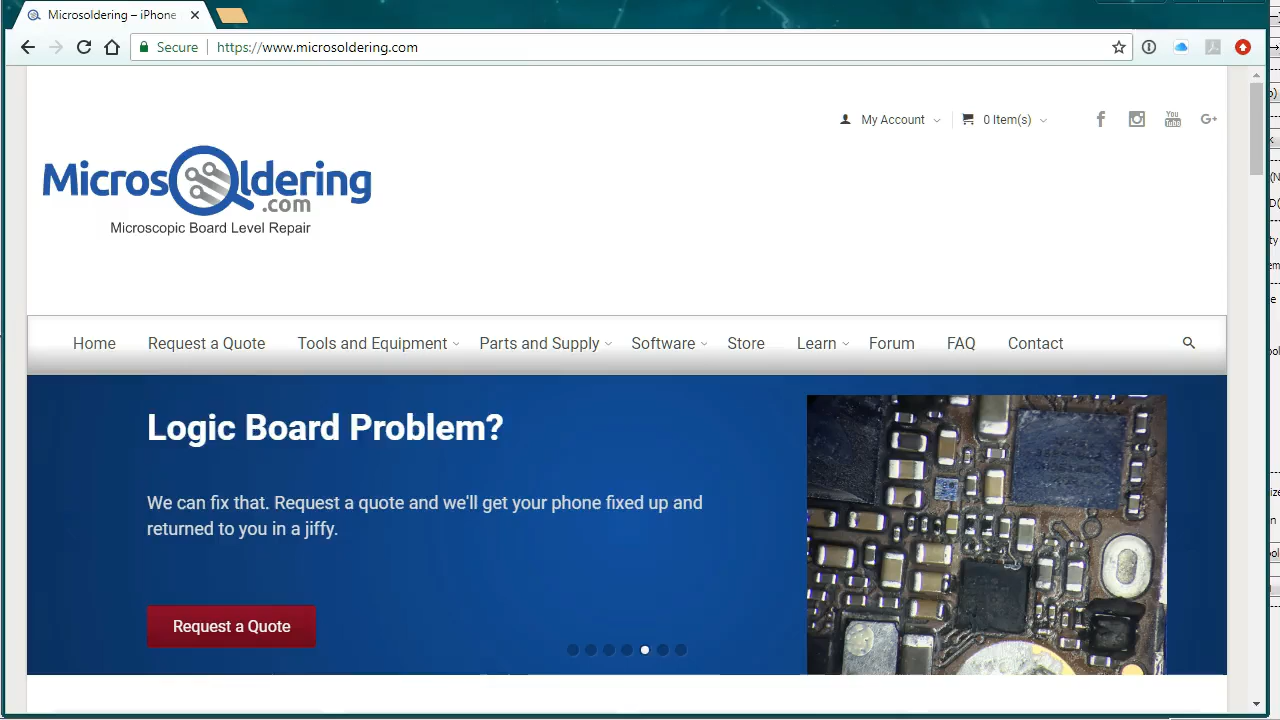 Microsoldering – iPhone
Secure
https://www.microsoldering.com
My Account
0 Item(s)
You
Tube
G+
Microsoldering
.com
Microscopic Board Level Repair
Home
Request a Quote
Tools and Equipment
Parts and Supply
Software
Store
Learn
Forum
FAQ
Contact
Logic Board Problem?
We can fix that. Request a quote and we'll get your phone fixed up and
returned to you in a jiffy.
Request a Quote